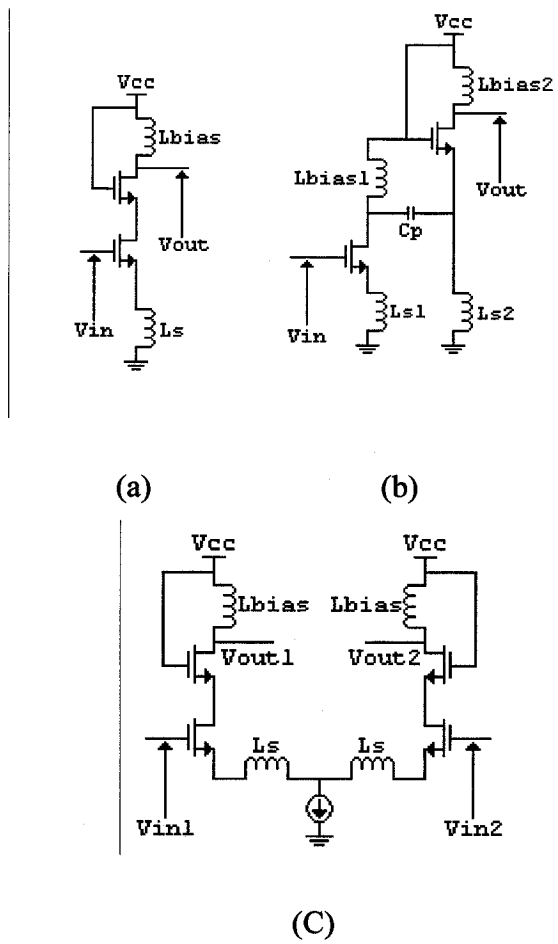 Vcc
Lbias
Vout
Vin
Ls
Vcc
Lbias2
Lbias1
Vout
Cp
Vin
Ls1
Ls2
(a)
(b)
Vcc
Vcc
Lbias
Lbias
Vout1
Vout2
Ls
Ls
Vin1
Vin2
(C)